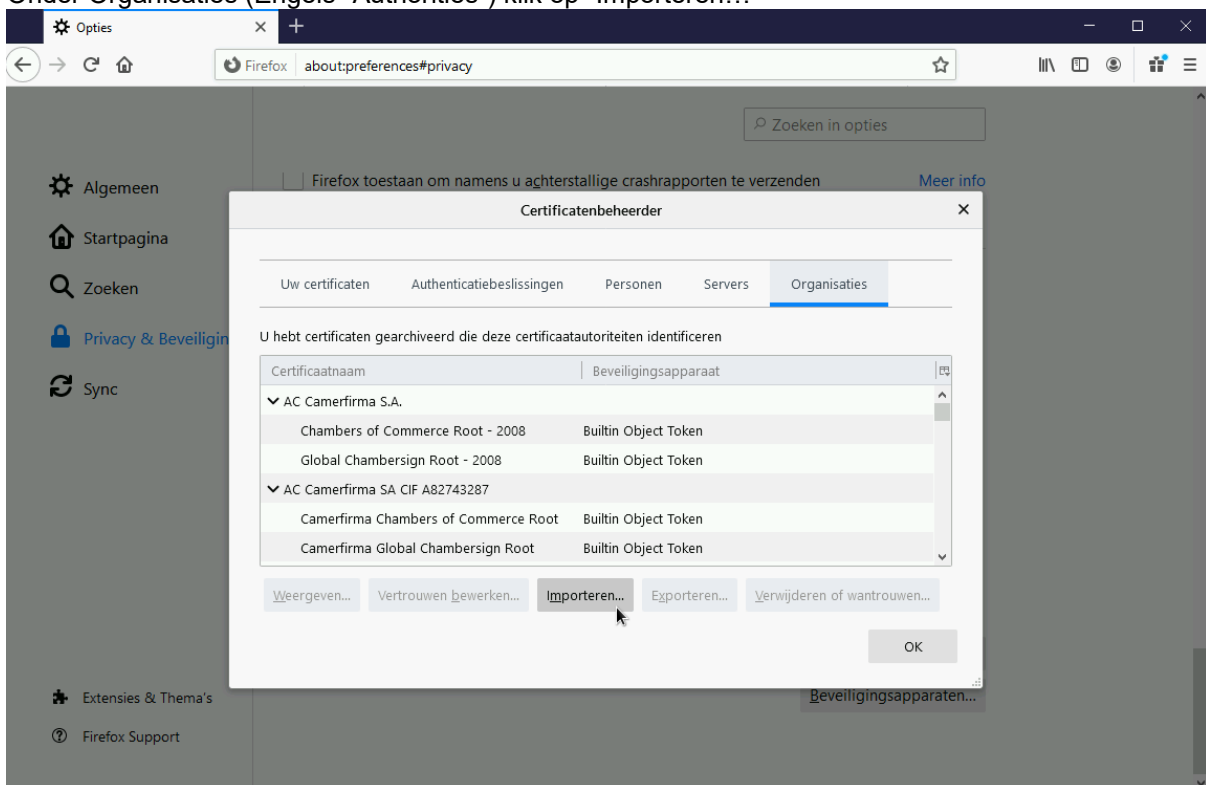 Onder Organisaties (Engels "Authorities") klik op "Importeren…"
Opties
Firefox about:preferences#privacy
Zoeken in opties
Firefox toestaan om namens u achterstallige crashrapporten te verzenden Meer info
Algemeen
Startpagina
Zoeken
Privacy & Beveiligin
Sync
Extensies & Thema's
Firefox Support
Certificatenbeheerder
Uw certificaten Authenticatiebeslissingen Personen Servers Organisaties
U hebt certificaten gearchiveerd die deze certificaatautoriteiten identificeren
Certificaatnaam Beveiligingsapparaat
AC Camerfirma S.A.
Chambers of Commerce Root - 2008 Builtin Object Token
Global Chambersign Root - 2008 Builtin Object Token
AC Camerfirma SA CIF A82743287
Camerfirma Chambers of Commerce Root Builtin Object Token
Camerfirma Global Chambersign Root Builtin Object Token
Weergeven... Vertrouwen bewerken... Importeren... Exporteren... Verwijderen of wantrouwen...
OK
Beveiligingsapparaten...